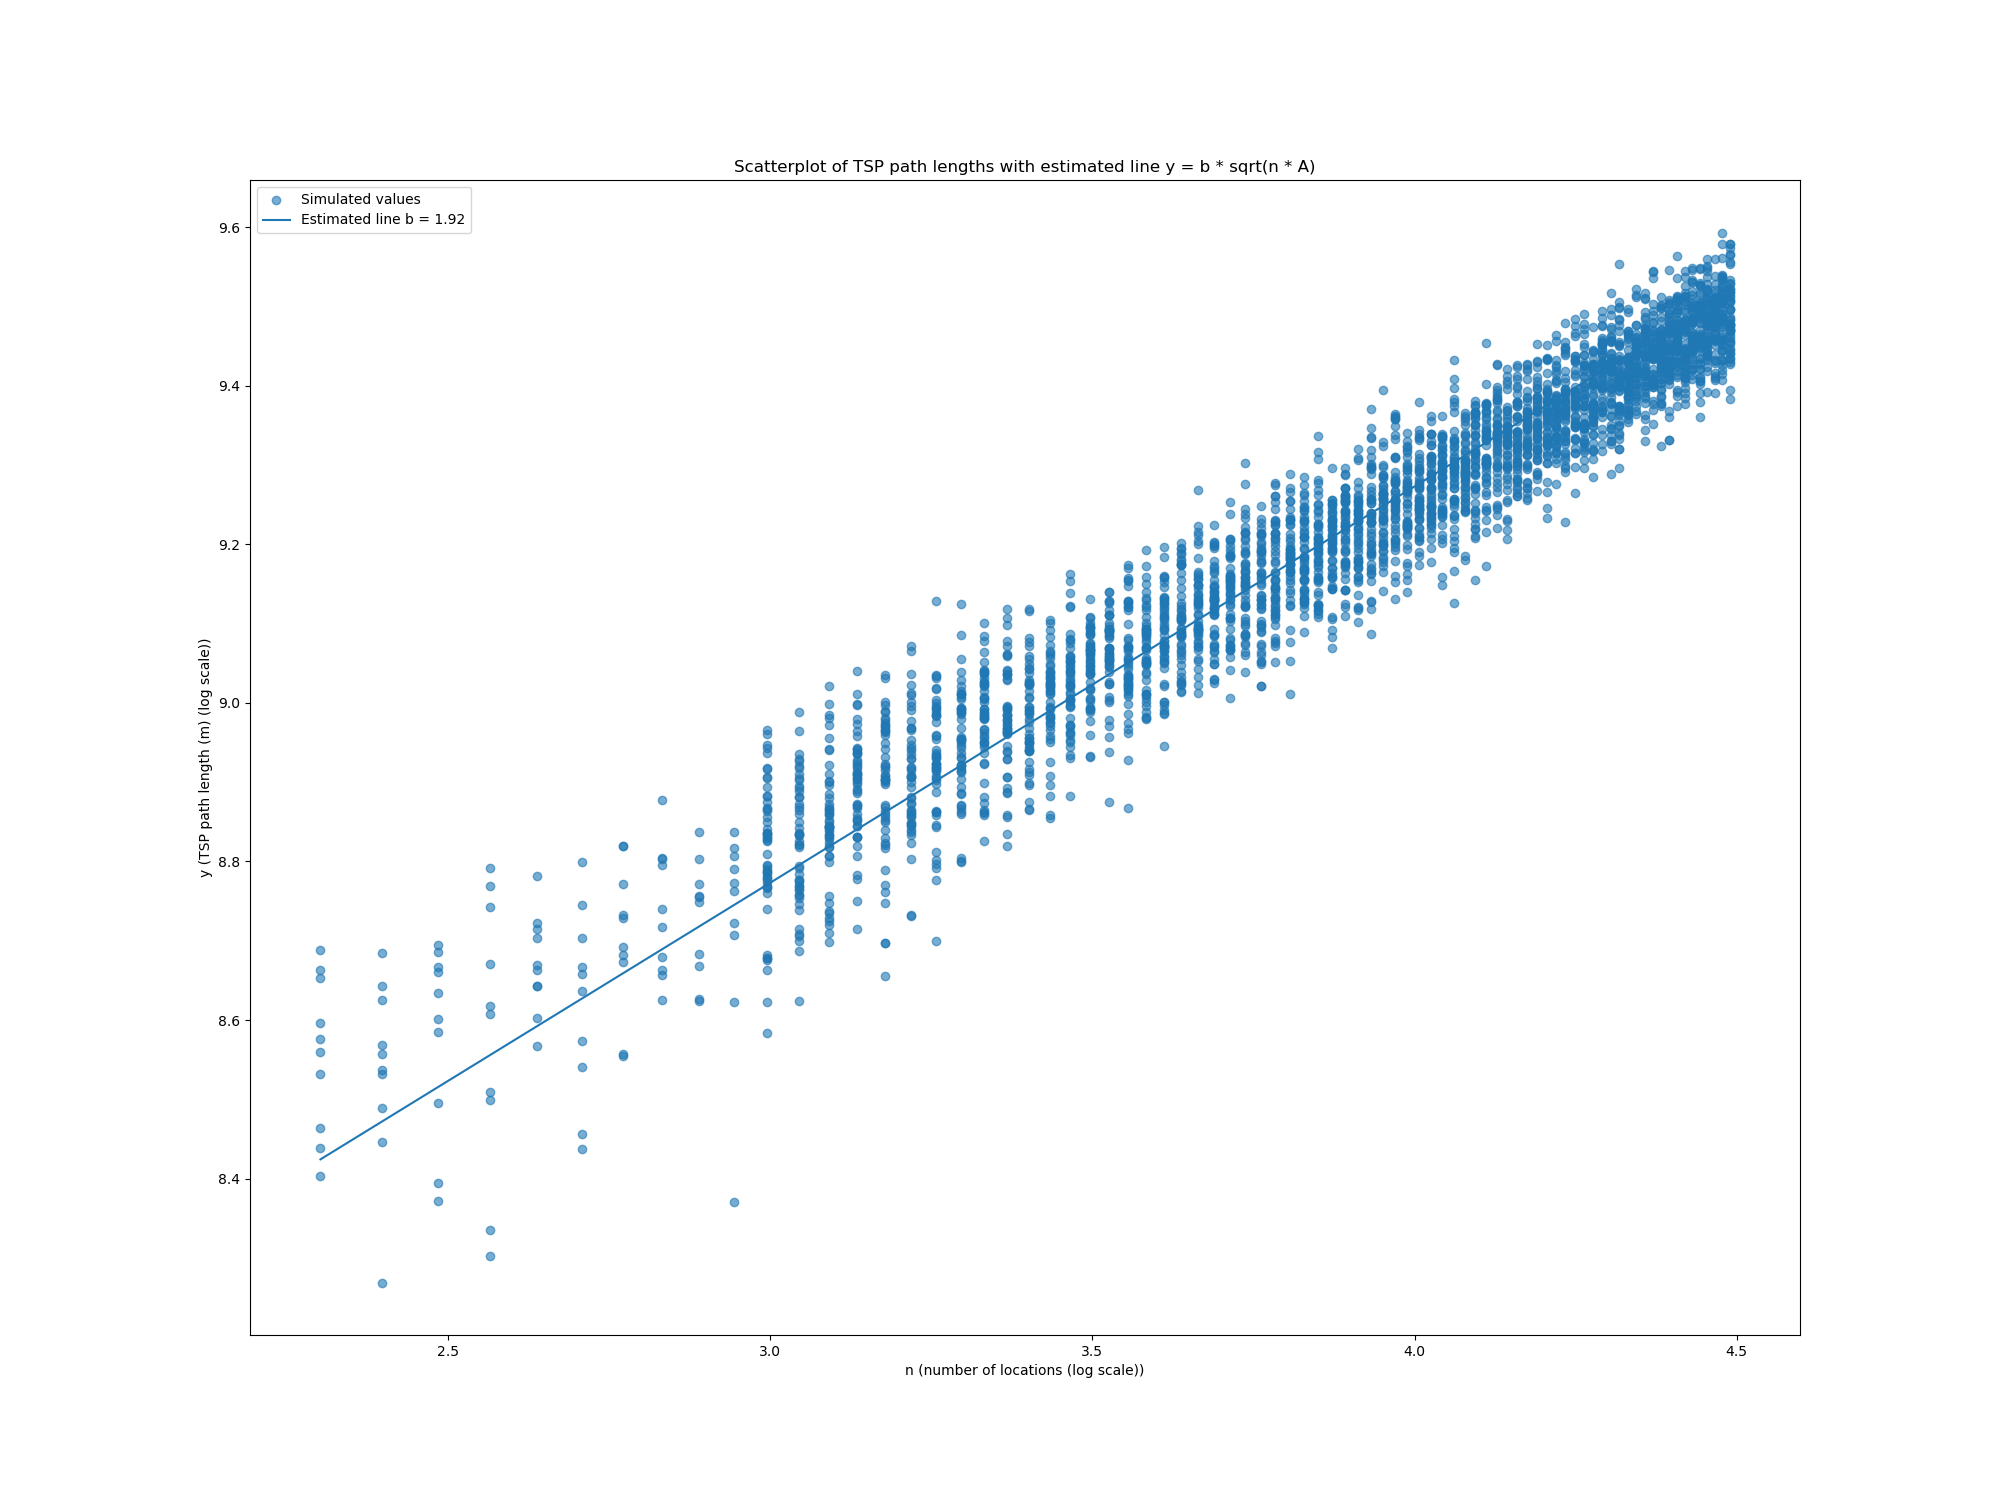 Scatterplot of TSP path lengths with estimated line y = b * sqrt(n * A)
Simulated values
Estimated line b = 1.92
9.6
9.4
9.2
9.0
8.8
8.6
8.4
y (TSP path length (m) (log scale))
2.5
3.0
3.5
4.0
4.5
n (number of locations (log scale))